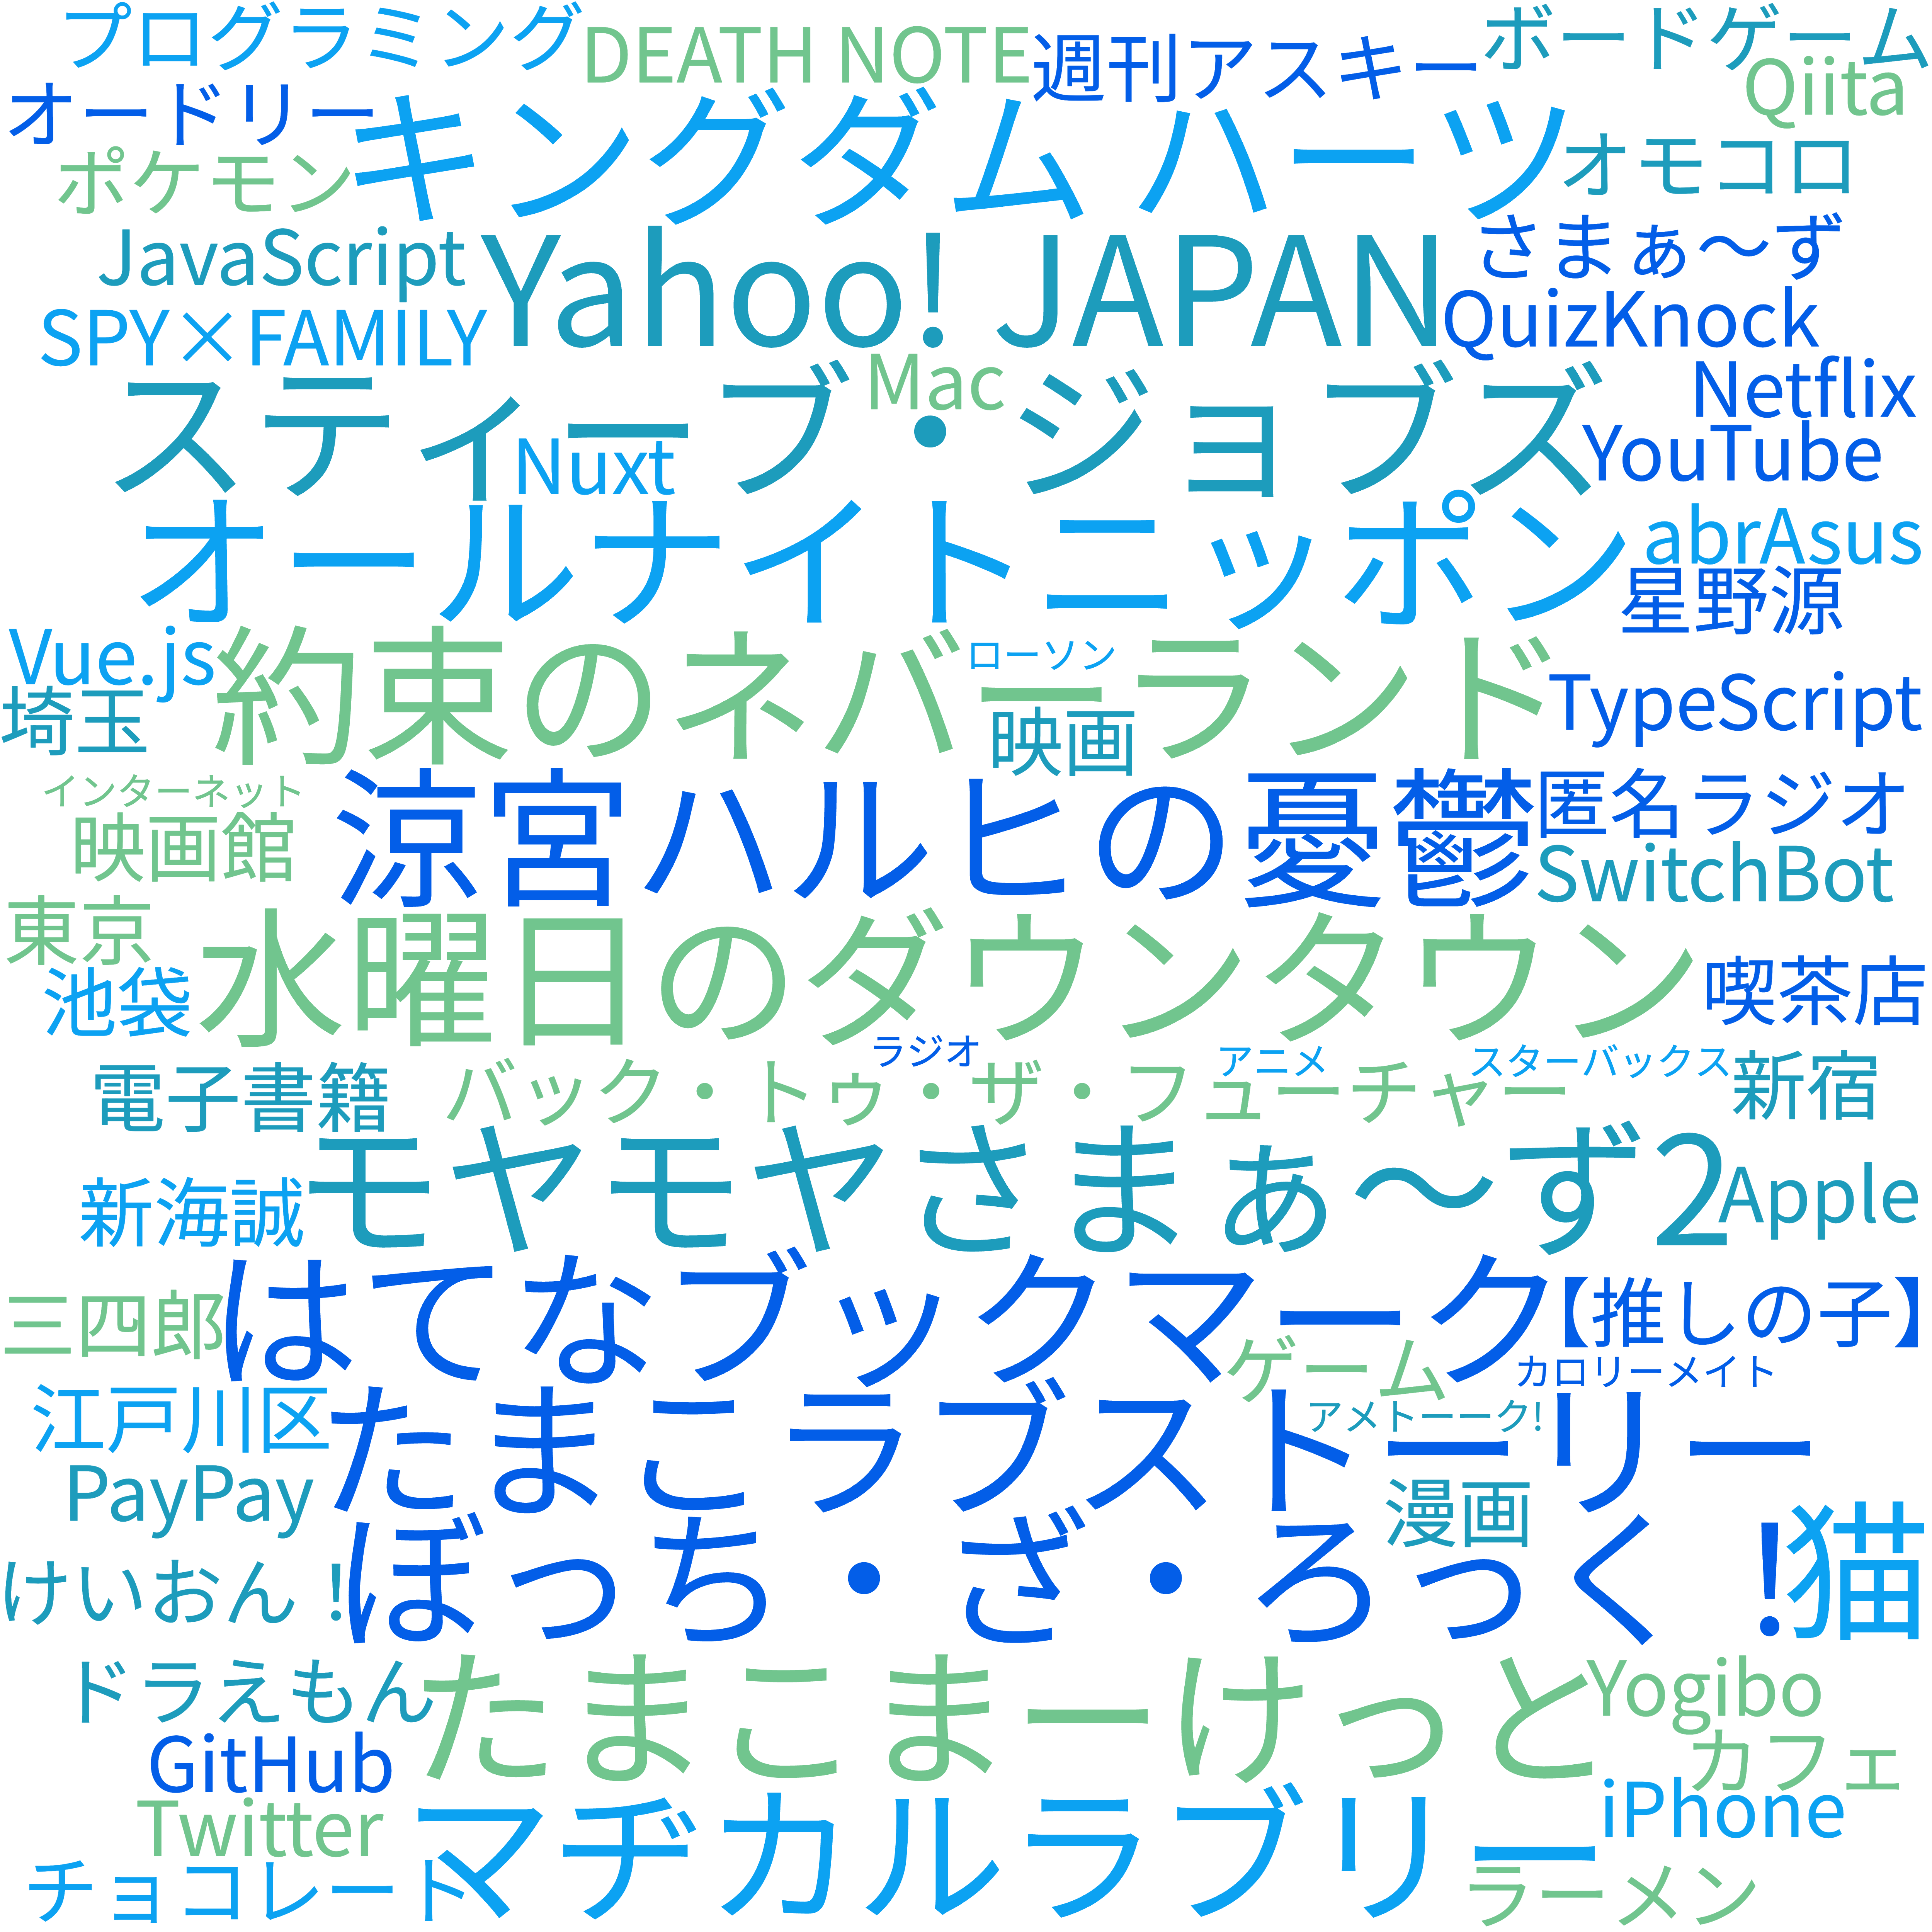 プログラミング
DEATH NOTE
週刊アスキー
ボードゲーム
Qiita
オードリー
キングダム ハーツ
オモコロ
ポケモン
JavaScript
Yahoo! JAPAN
さまぁ〜ず
SPY×FAMILY
QuizKnock
Mac
Netflix
スティーブ・ジョブズ
Nuxt
YouTube
オールナイトニッポン
abrAsus
星野源
Vue.js
約束のネバーランド
ローソン
埼玉
映画
TypeScript
インターネット
涼宮ハルヒの憂鬱
匿名ラジオ
映画館
SwitchBot
東京
水曜日のダウンタウン
池袋
喫茶店
ラジオ
アニメ
スターバックス
電子書籍
バック・トゥ・ザ・フューチャー
新宿
モヤモヤさまぁ〜ず2
新海誠
Apple
三四郎
はてなブックマーク
【推しの子】
ゲーム
カロリーメイト
江戸川区
たまこラブストーリー
アメトーーク!
PayPay
漫画
けいおん!
ぼっち・ざ・ろっく!
猫
ドラえもん
たまこまーけっと
Yogibo
GitHub
カフェ
Twitter
マヂカルラブリー
iPhone
チョコレート
ラーメン